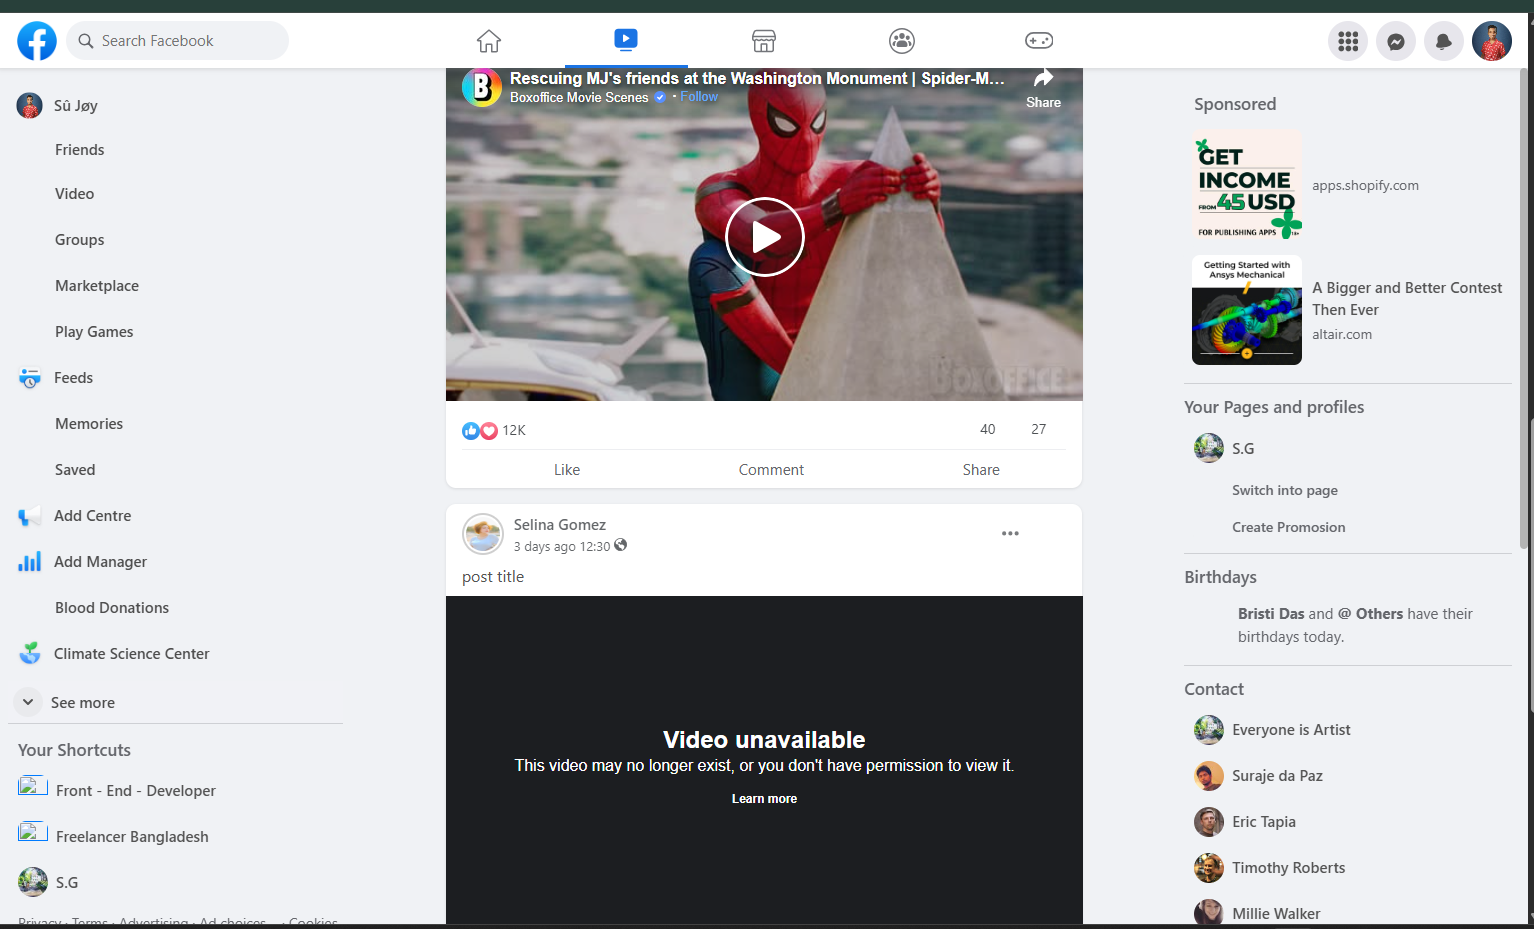 Search Facebook
Sû Jøy
Friends
Video
Groups
Marketplace
Play Games
Feeds
Memories
Saved
Add Centre
Add Manager
Blood Donations
Climate Science Center
See more
Your Shortcuts
Front - End - Developer
Freelancer Bangladesh
S.G
Privacy · Terms · Advertising · Ad choices · Cookies
Rescuing MJ's friends at the Washington Monument | Spider-M...
Boxoffice Movie Scenes · Follow
Share
BOXOFFICE
12K
40
27
Like
Comment
Share
Selina Gomez
3 days ago 12:30
post title
Video unavailable
This video may no longer exist, or you don't have permission to view it.
Learn more
Sponsored
GET
INCOME
FROM 45 USD
FOR PUBLISHING APPS
apps.shopify.com
Getting Started with
Ansys Mechanical
A Bigger and Better Contest
Then Ever
altair.com
Your Pages and profiles
S.G
Switch into page
Create Promosion
Birthdays
Bristi Das and @ Others have their
birthdays today.
Contact
Everyone is Artist
Suraje da Paz
Eric Tapia
Timothy Roberts
Millie Walker